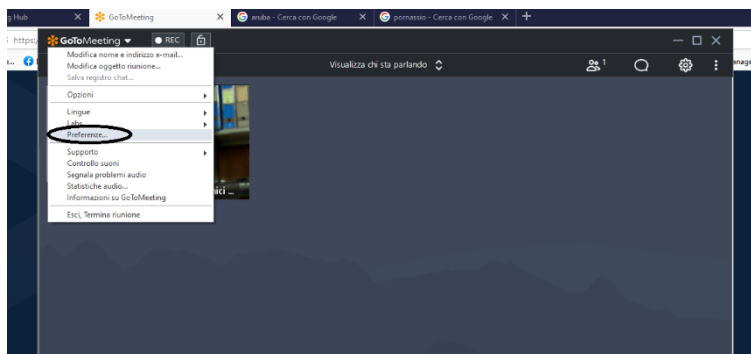 g Hub
GoToMeeting
aruba - Cerca con Google
pornassio - Cerca con Google
https:/
GoToMeeting
REC
Modifica nome e indirizzo e-mail...
Modifica oggetto riunione...
Salva registro chat...
Visualizza chi sta parlando
1
anage
Opzioni
Lingue
Labs
Preferenze...
Supporto
Controllo suoni
Segnala problemi audio
Statistiche audio...
Informazioni su GoToMeeting
ici ...
Esci, Termina riunione